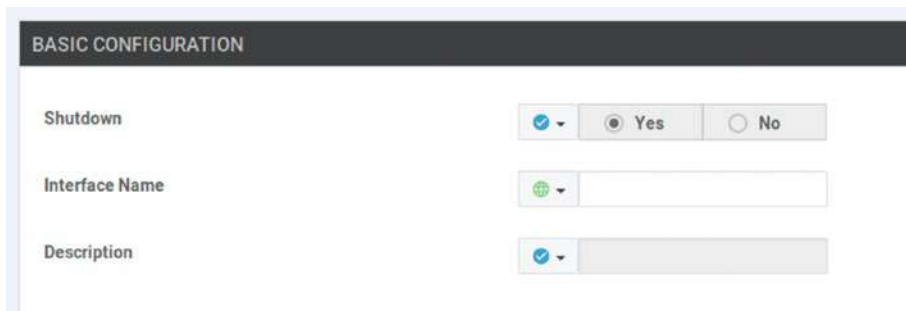 BASIC CONFIGURATION
Shutdown Yes No
Interface Name
Description